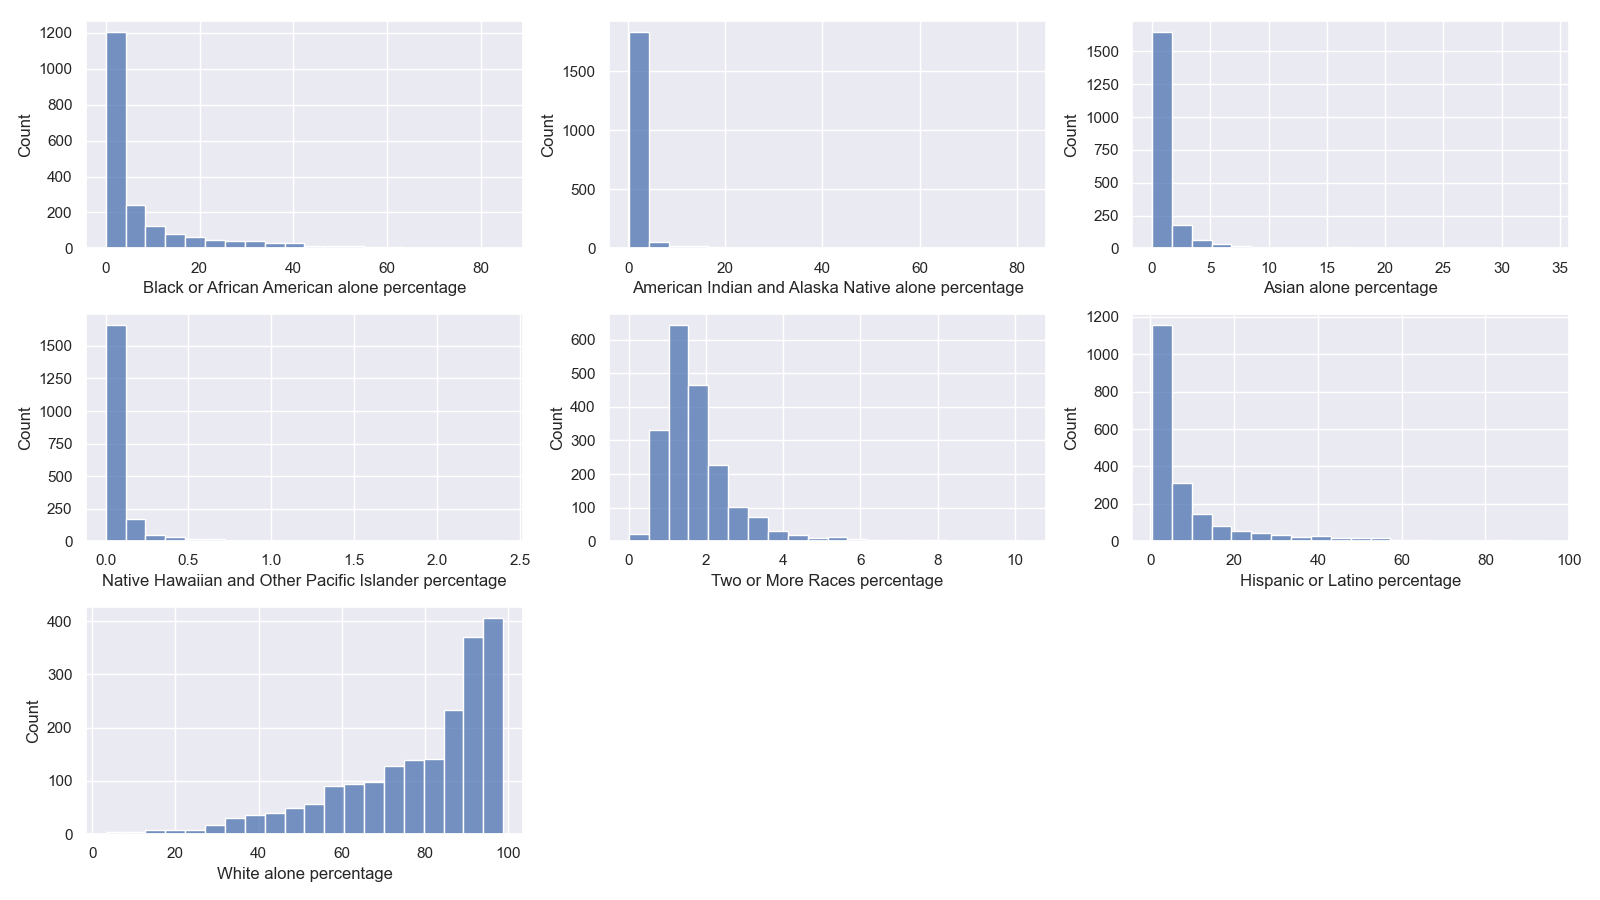 1200
1000
800
600
400
200
0
Count
0 20 40 60 80
Black or African American alone percentage
1500
1000
500
0
Count
0 20 40 60 80
American Indian and Alaska Native alone percentage
1500
1250
1000
750
500
250
0
Count
0 5 10 15 20 25 30 35
Asian alone percentage
1500
1250
1000
750
500
250
0
Count
0.0 0.5 1.0 1.5 2.0 2.5
Native Hawaiian and Other Pacific Islander percentage
600
500
400
300
200
100
0
Count
0 2 4 6 8 10
Two or More Races percentage
1200
1000
800
600
400
200
0
Count
0 20 40 60 80 100
Hispanic or Latino percentage
400
300
200
100
0
Count
0 20 40 60 80 100
White alone percentage